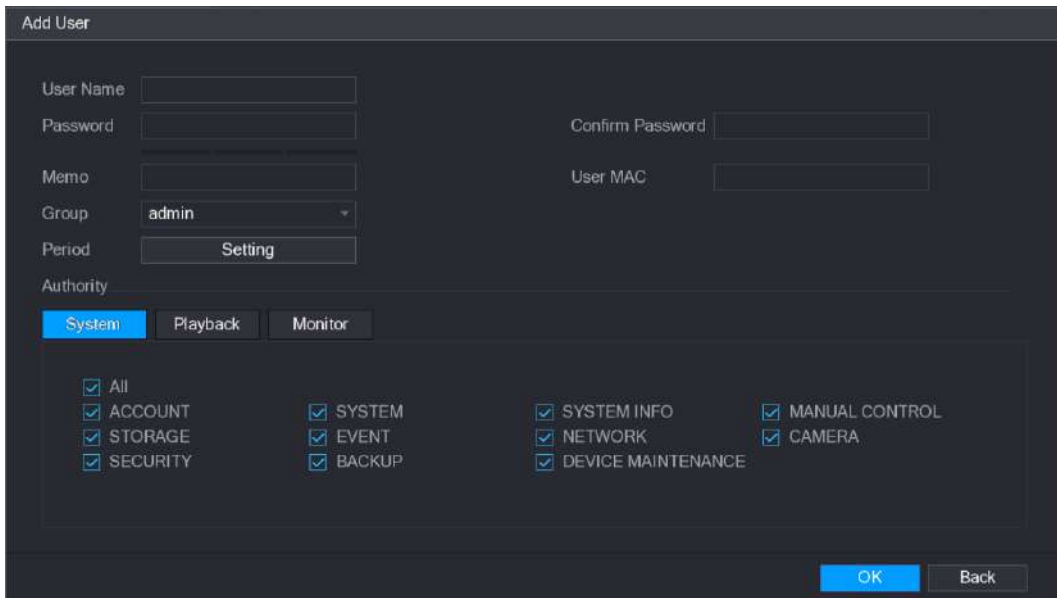 Add User
User Name
Password Confirm Password
Memo User MAC
Group admin
Period Setting
Authority
System Playback Monitor
All
ACCOUNT SYSTEM SYSTEM INFO MANUAL CONTROL
STORAGE EVENT NETWORK CAMERA
SECURITY BACKUP DEVICE MAINTENANCE
OK Back